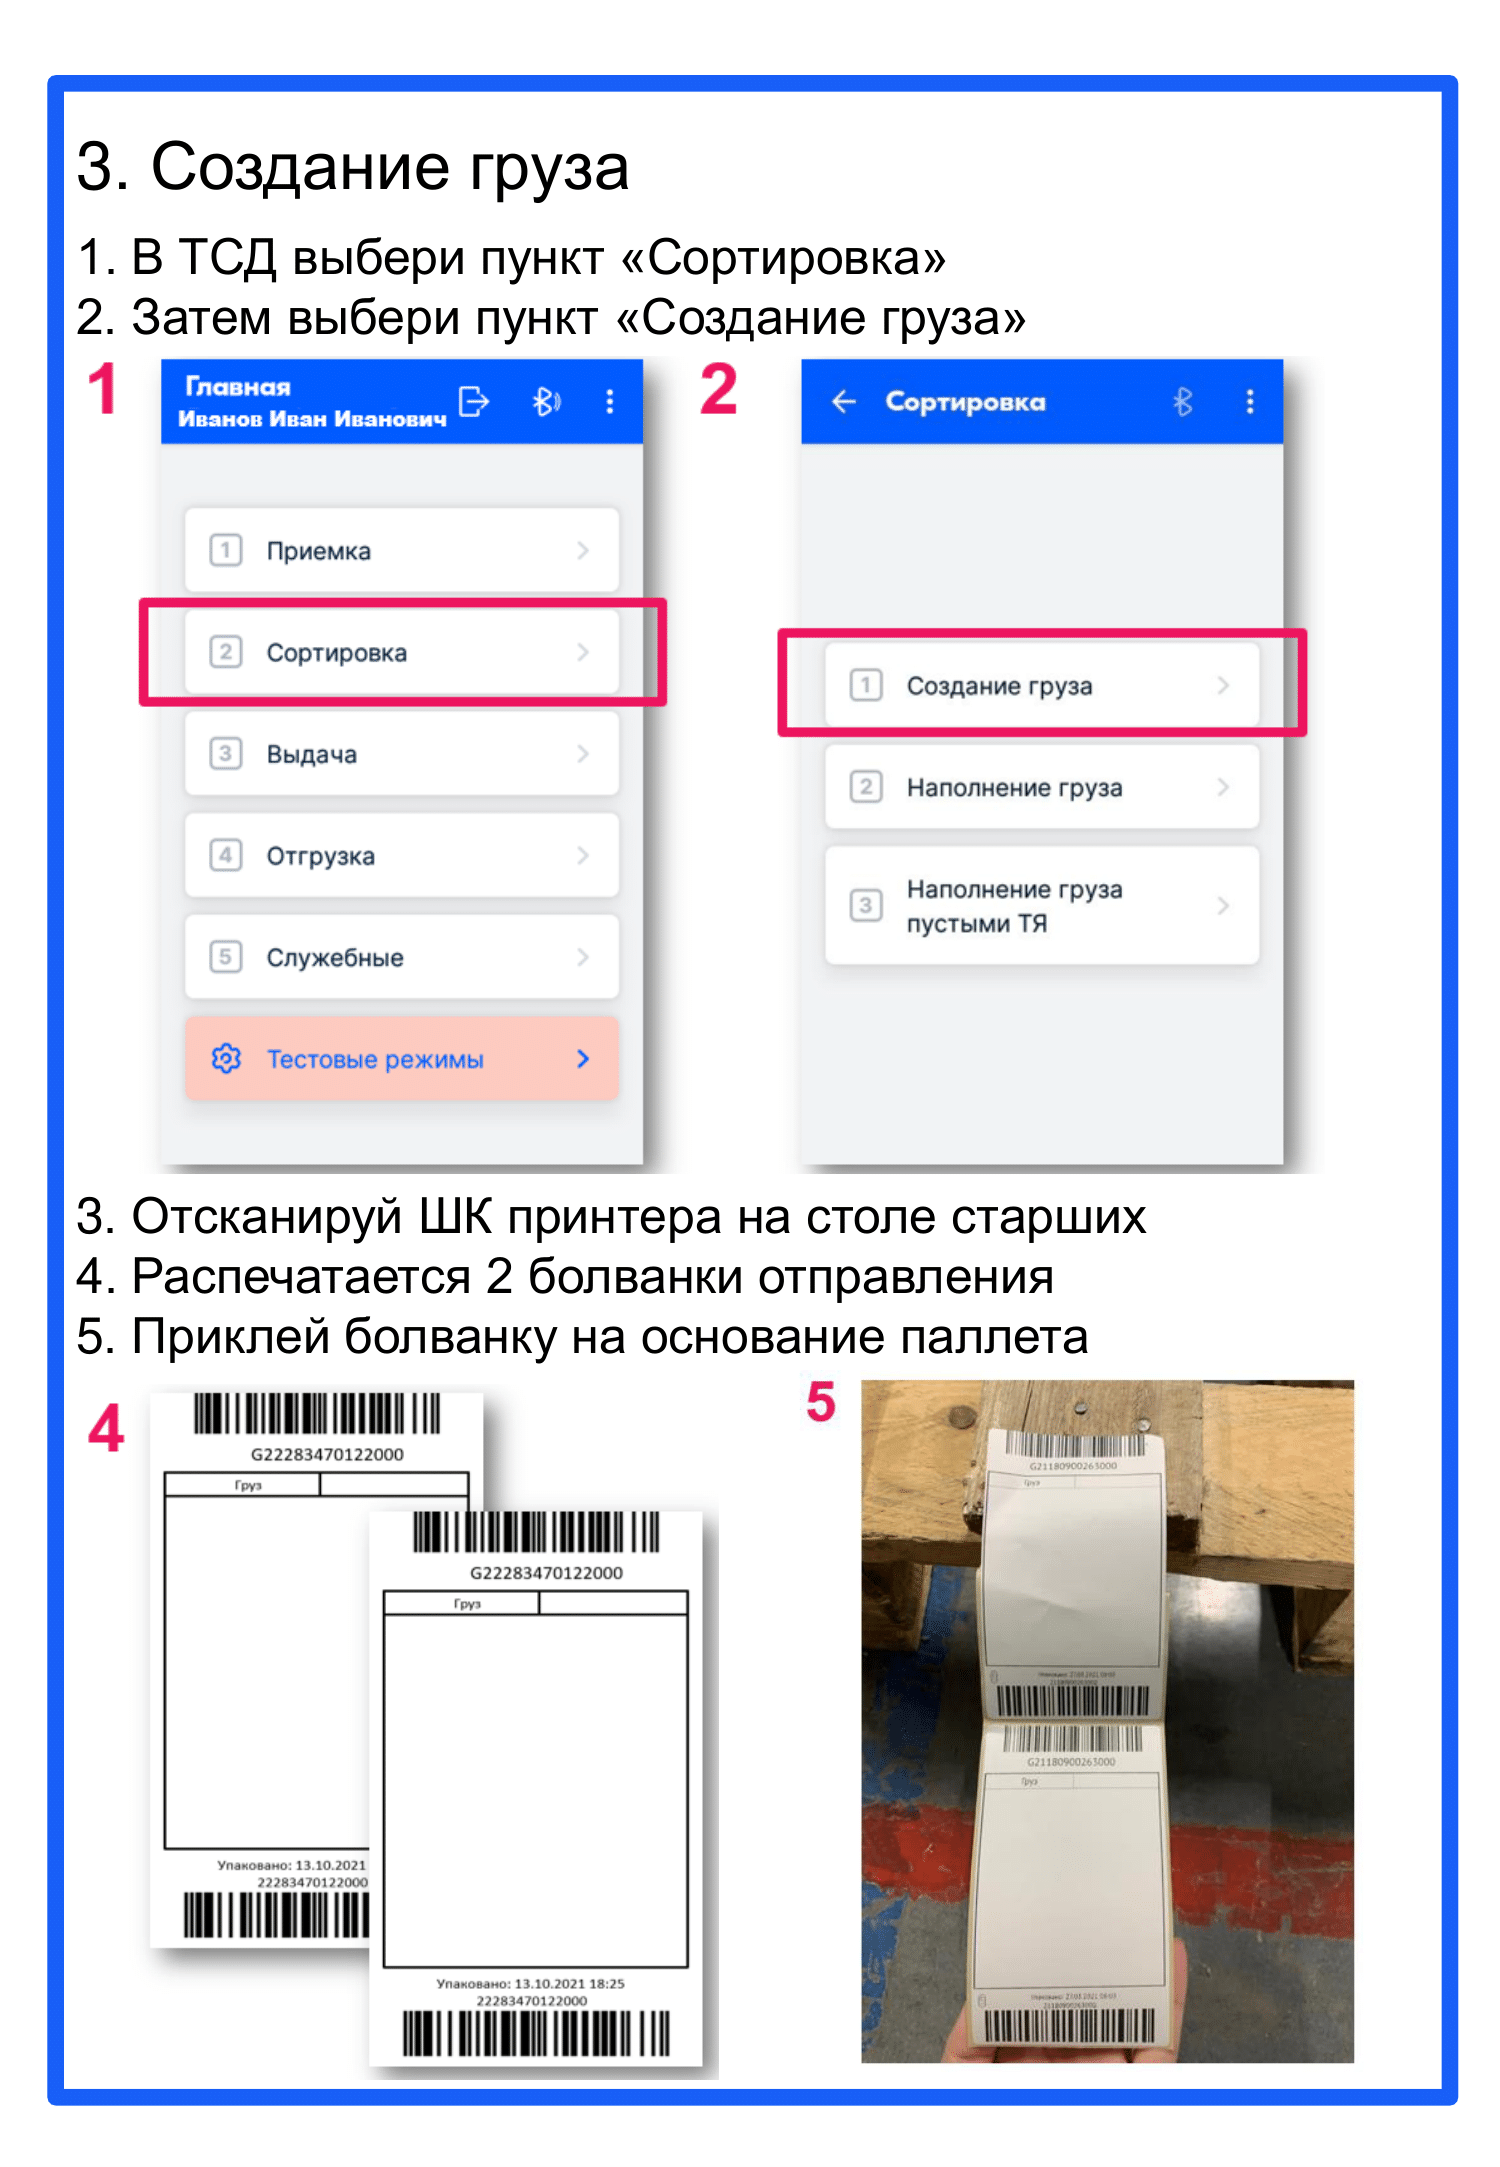 3. Создание груза
1. В ТСД выбери пункт «Сортировка»
2. Затем выбери пункт «Создание груза»
1
Главная
Иванов Иван Иванович
1 Приемка
2 Сортировка
3 Выдача
4 Отгрузка
5 Служебные
Тестовые режимы
2
Сортировка
1 Создание груза
2 Наполнение груза
3 Наполнение груза
пустыми ТЯ
3. Отсканируй ШК принтера на столе старших
4. Распечатается 2 болванки отправления
5. Приклей болванку на основание паллета
4
G22283470122000
Груз
Упаковано: 13.10.2021
22283470122000
G22283470122000
Груз
Упаковано: 13.10.2021 18:25
22283470122000
5
G21180900263000
Груз
G21180900263000
Груз